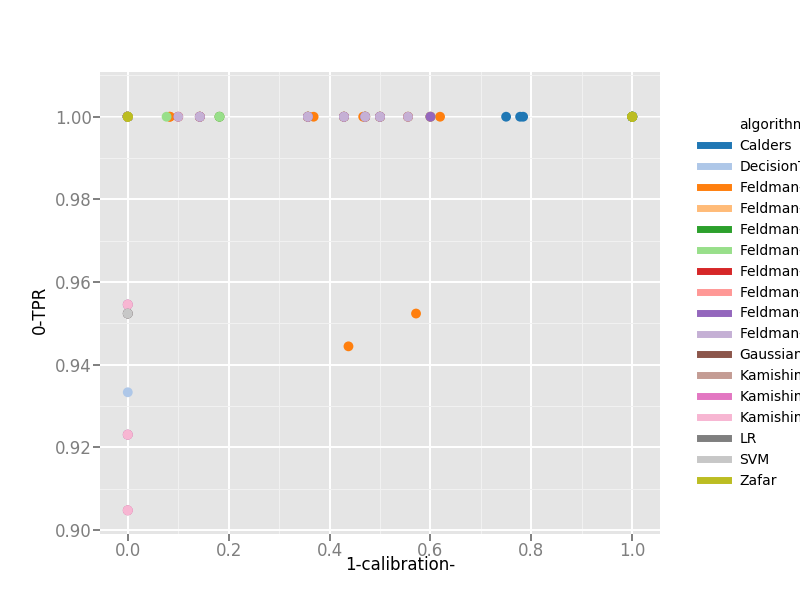 1.00
0.98
0.96
0.94
0.92
0.90
0-TPR
0.0 0.2 0.4 0.6 0.8 1.0
1-calibration-
Calders
Feldman-
Feldman-
Feldman-
Feldman-
Feldman-
Feldman-
Feldman-
Feldman-
LR
SVM
Zafar